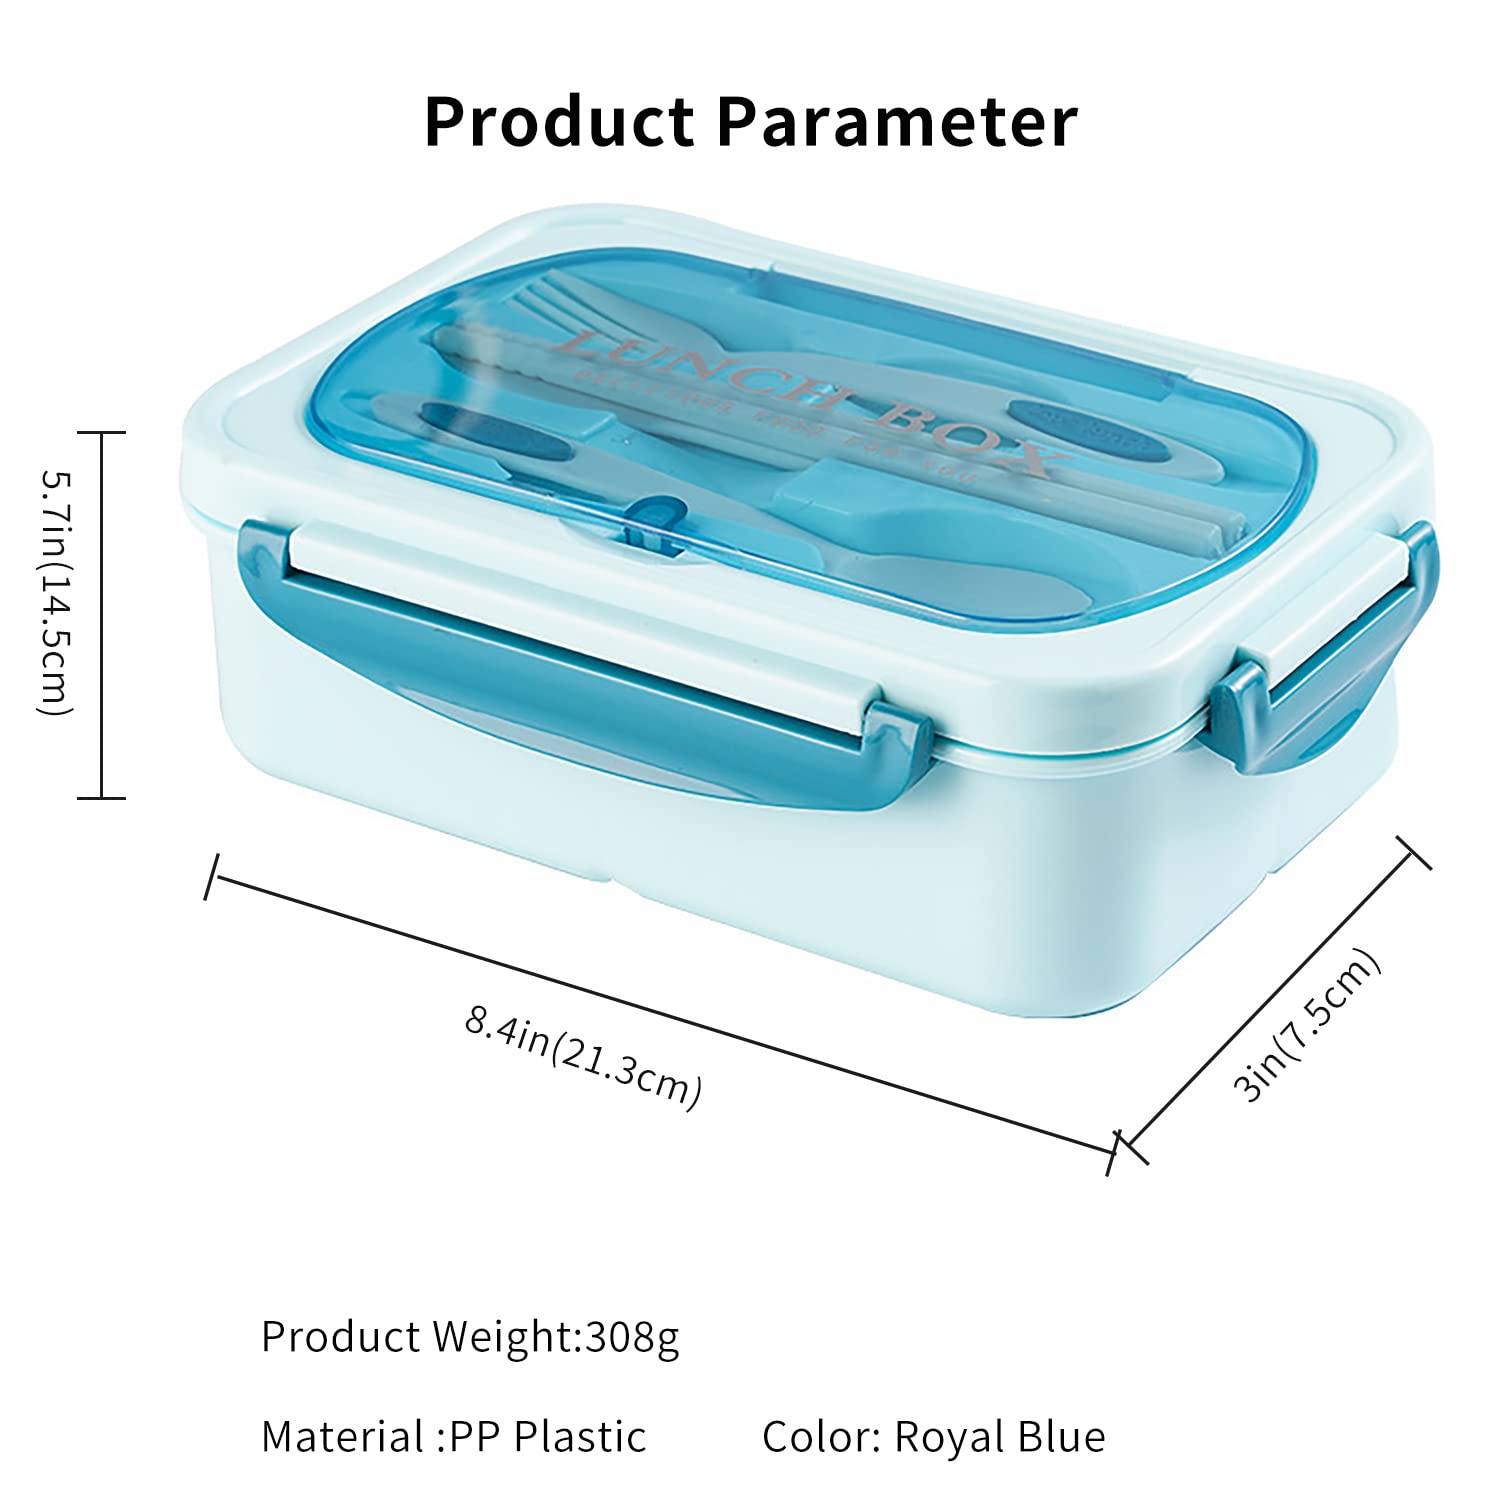 Product Parameter
LUNCH BOX
5.7in(14.5cm)
8.4in(21.3cm)
3in(7.5cm)
Product Weight:308g
Material :PP Plastic
Color: Royal Blue